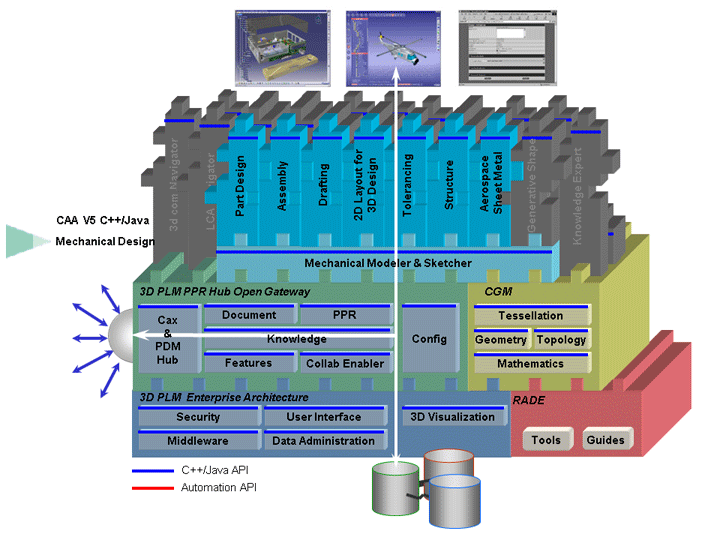 3d com Navigator
LCA Navigator
Part Design
Assembly
Drafting
2D Layout for
3D Design
Tolerancing
Structure
Aerospace
Sheet Metal
Generative Shape
Knowledge Expert
CAA V5 C++/Java
Mechanical Design
Mechanical Modeler & Sketcher
3D PLM PPR Hub Open Gateway
CGM
Cax
&
PDM
Hub
Document
PPR
Knowledge
Features
Collab Enabler
Config
Tessellation
Geometry
Topology
Mathematics
3D PLM Enterprise Architecture
RADE
Security
User Interface
3D Visualization
Middleware
Data Administration
Tools
Guides
C++/Java API
Automation API